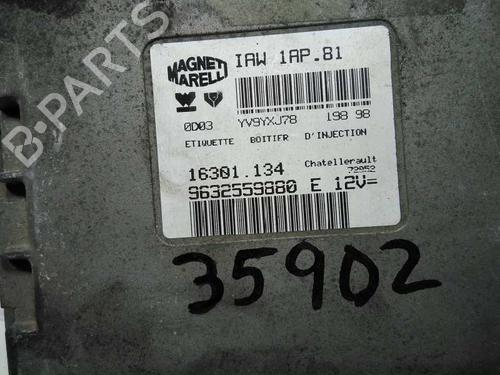 B-PARTS
MAGNETI
MARELLI
IAW 1AP.81
0D03 YV9YXJ78 198 98
ETIQUETTE BOITIER D'INJECTION
16301.134 Chatellerault
72952
9632559880 E 12V=
35902